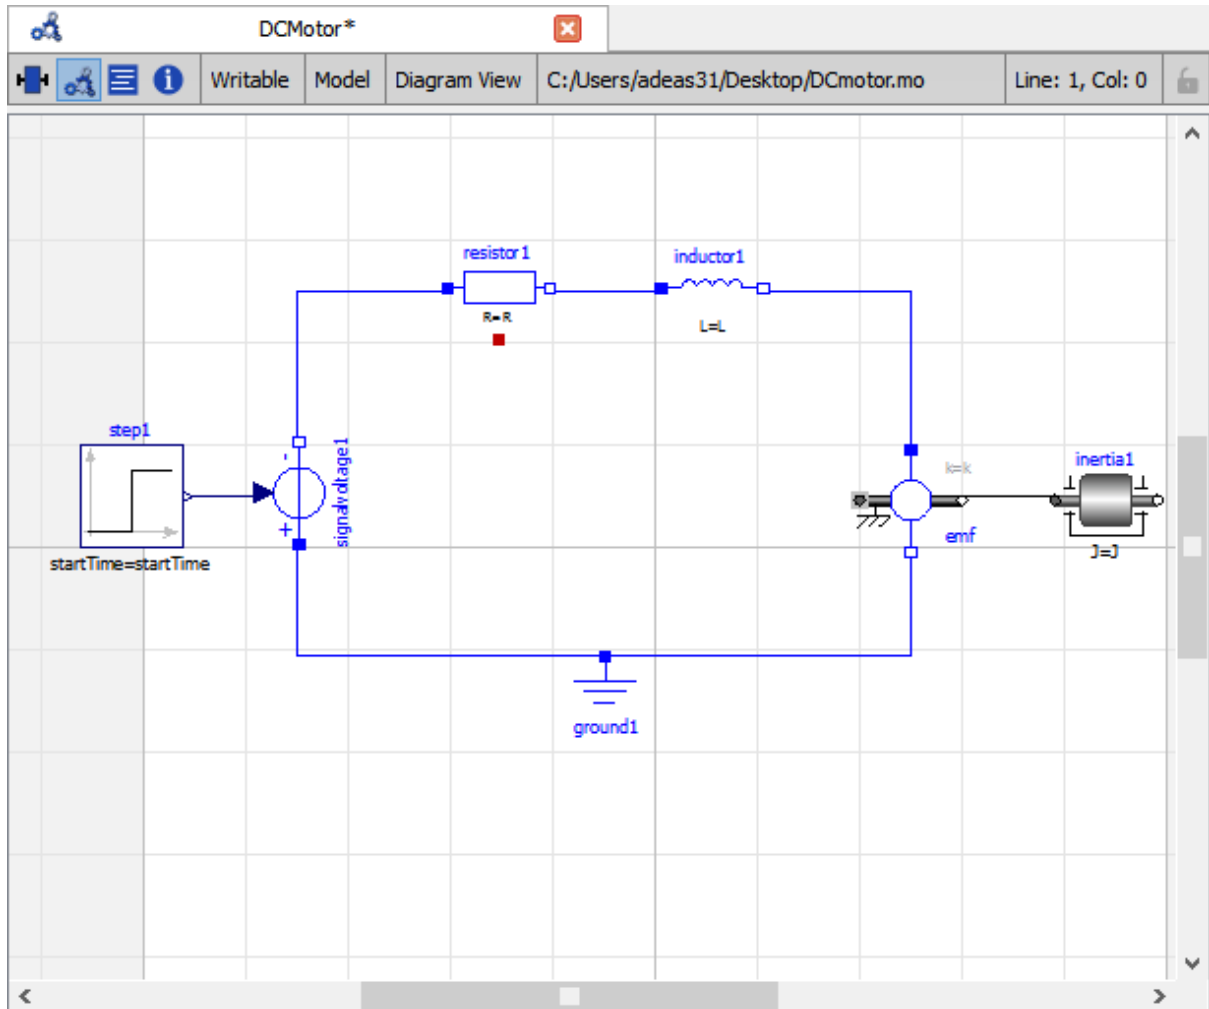 DCMotor*
Writable Model Diagram View C:/Users/adeas31/Desktop/DCmotor.mo Line: 1, Col: 0
resistor1
R=R
inductor1
L=L
step1
startTime=startTime
-
+
signalvoltage1
k=k
emf
inertia1
J=J
ground1